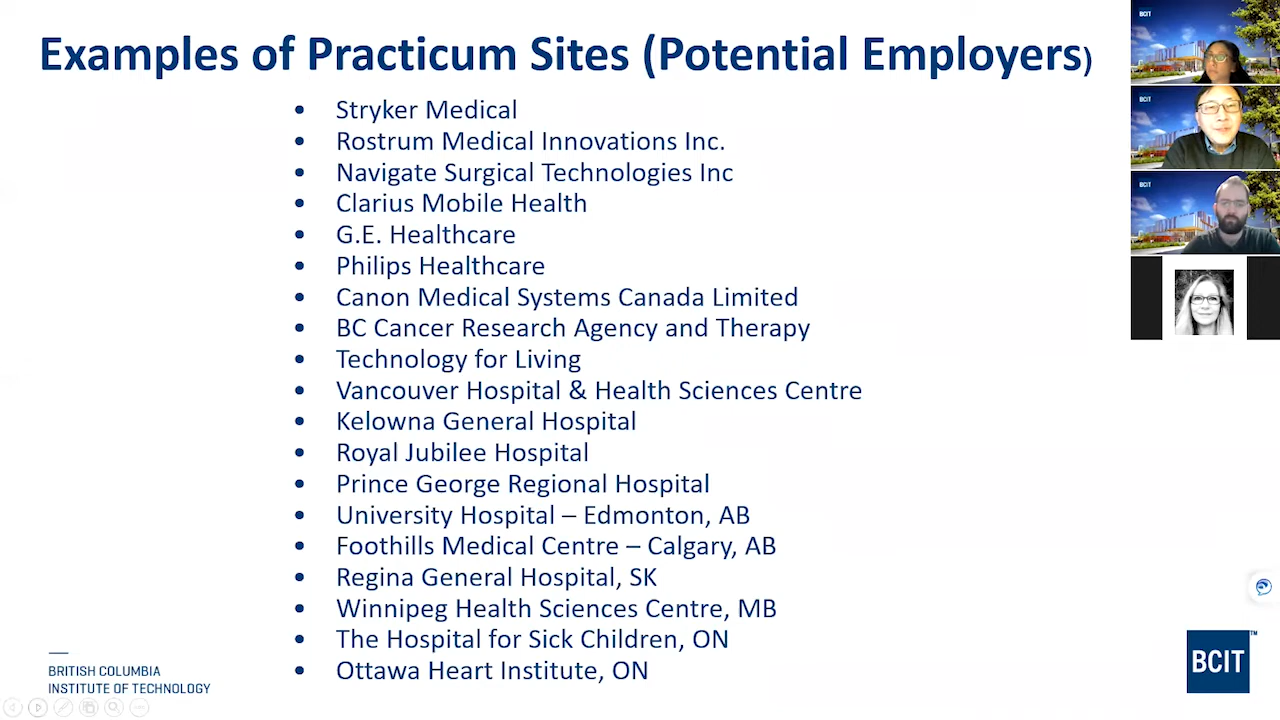 Examples of Practicum Sites (Potential Employers)
• Stryker Medical
• Rostrum Medical Innovations Inc.
• Navigate Surgical Technologies Inc
• Clarius Mobile Health
• G.E. Healthcare
• Philips Healthcare
• Canon Medical Systems Canada Limited
• BC Cancer Research Agency and Therapy
• Technology for Living
• Vancouver Hospital & Health Sciences Centre
• Kelowna General Hospital
• Royal Jubilee Hospital
• Prince George Regional Hospital
• University Hospital – Edmonton, AB
• Foothills Medical Centre – Calgary, AB
• Regina General Hospital, SK
• Winnipeg Health Sciences Centre, MB
• The Hospital for Sick Children, ON
• Ottawa Heart Institute, ON
BRITISH COLUMBIA
INSTITUTE OF TECHNOLOGY
BCIT™
BCIT
BCIT
BCIT